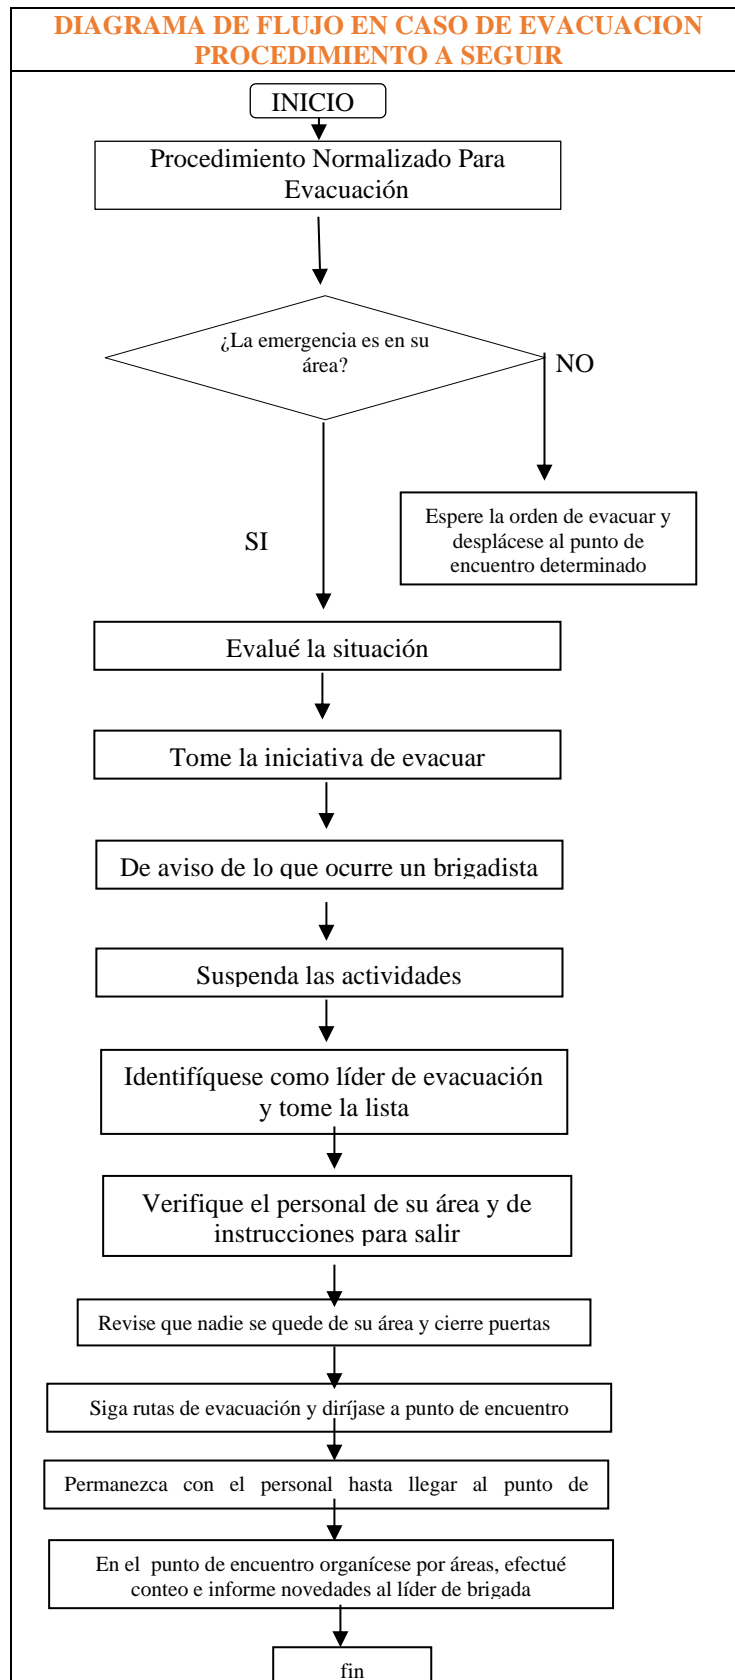 DIAGRAMA DE FLUJO EN CASO DE EVACUACION
PROCEDIMIENTO A SEGUIR
INICIO
Procedimiento Normalizado Para
Evacuación
¿La emergencia es en su
área?
NO
Espere la orden de evacuar y
desplácese al punto de
encuentro determinado
SI
Evalué la situación
Tome la iniciativa de evacuar
De aviso de lo que ocurre un brigadista
Suspenda las actividades
Identifíquese como líder de evacuación
y tome la lista
Verifique el personal de su área y de
instrucciones para salir
Revise que nadie se quede de su área y cierre puertas
Siga rutas de evacuación y diríjase a punto de encuentro
Permanezca con el personal hasta llegar al punto de
En el punto de encuentro organícese por áreas, efectué
conteo e informe novedades al líder de brigada
fin